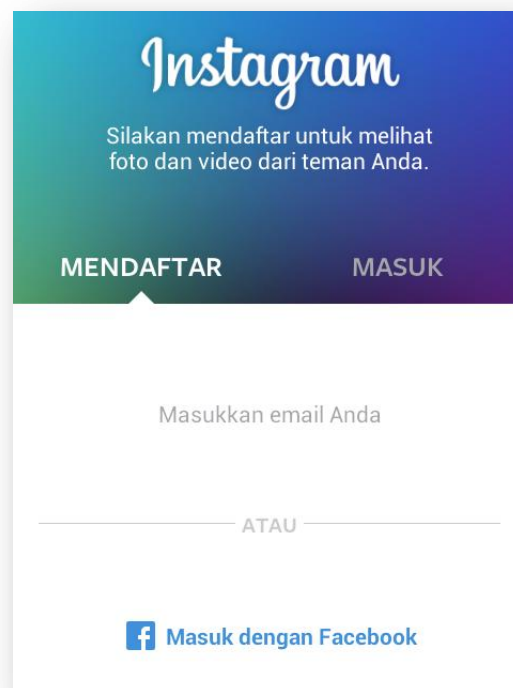 Instagram
Silakan mendaftar untuk melihat
foto dan video dari teman Anda.
MENDAFTAR MASUK
Masukkan email Anda
ATAU
Masuk dengan Facebook